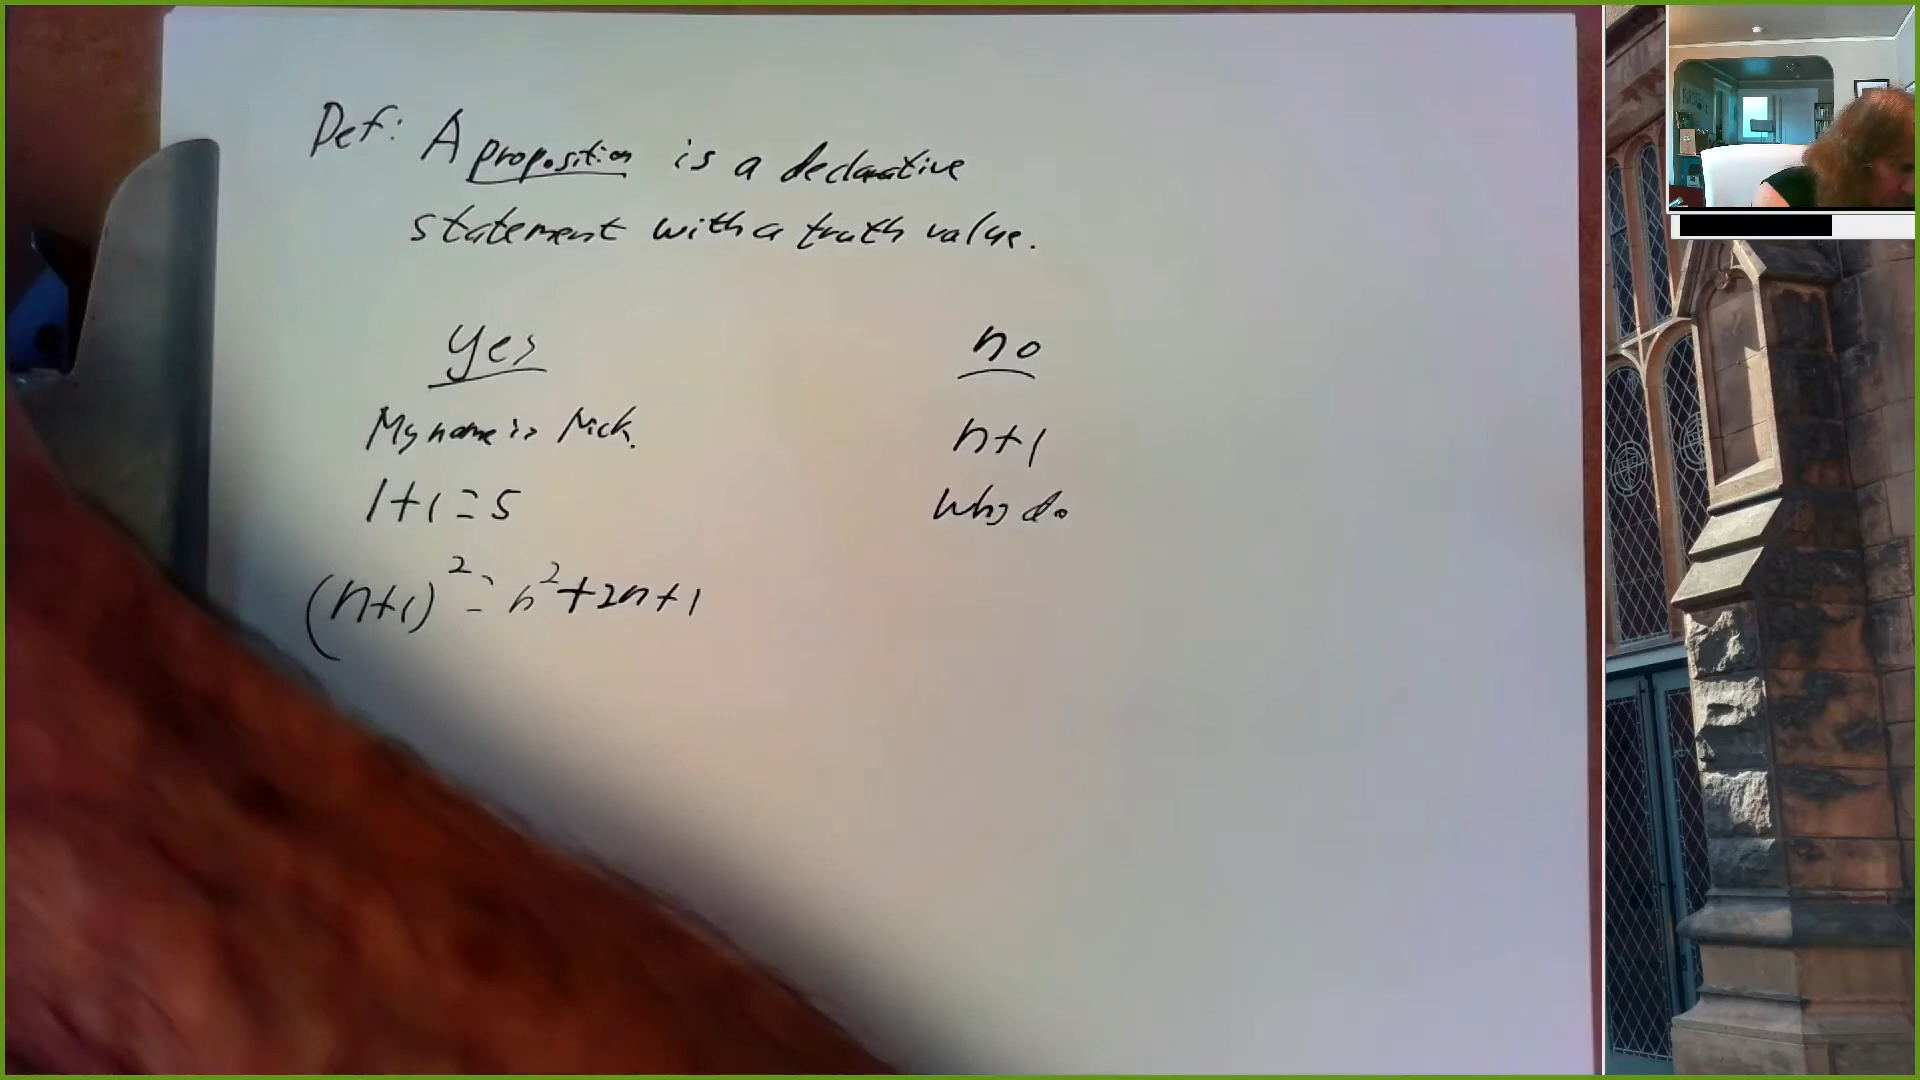 Def: A proposition is a declarative
statement with a truth value.
yes
no
My name is Nick.
n+1
1+1=5
Why do
(n+1)²=n²+2n+1